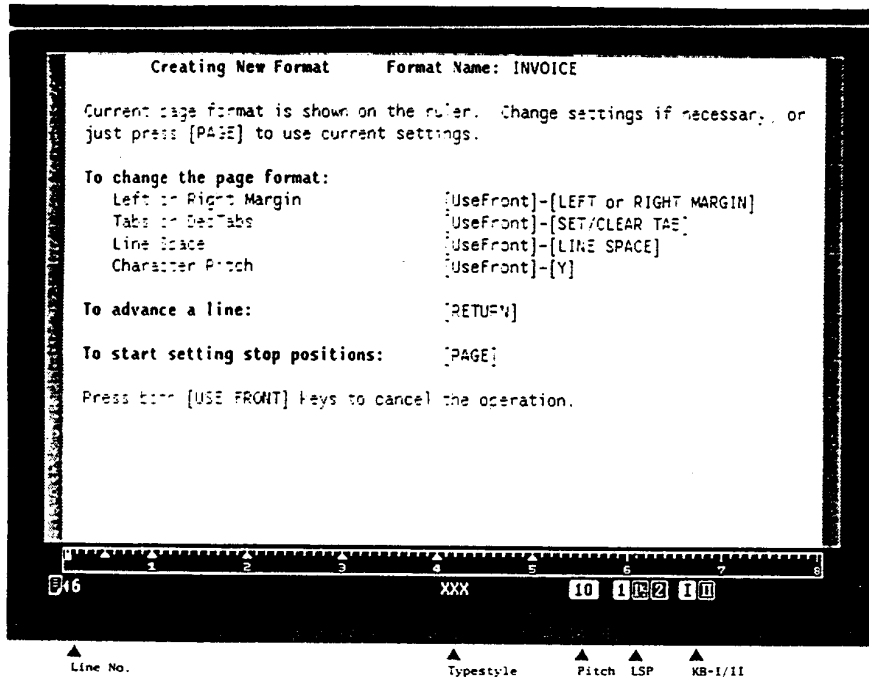 Creating New Format Format Name: INVOICE
Current page format is shown on the ruler. Change settings if necessary, or
just press [PAGE] to use current settings.
To change the page format:
Left or Right Margin [UseFront]-[LEFT or RIGHT MARGIN]
Tabs or DecTabs [UseFront]-[SET/CLEAR TAB]
Line Space [UseFront]-[LINE SPACE]
Character Pitch [UseFront]-[Y]
To advance a line: [RETURN]
To start setting stop positions: [PAGE]
Press both [USE FRONT] keys to cancel the operation.
1 2 3 4 5 6 7 8
46 XXX 10 1 2 I II
Line No. Typestyle Pitch LSP KB-I/II